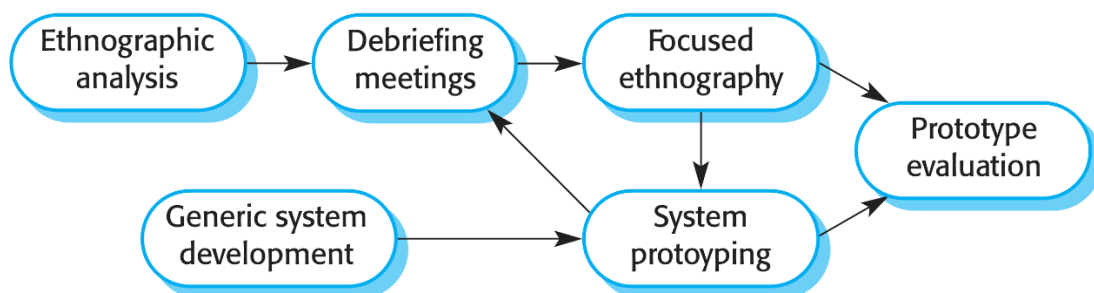 Ethnographic
analysis
Debriefing
meetings
Focused
ethnography
Prototype
evaluation
Generic system
development
System
protoyping